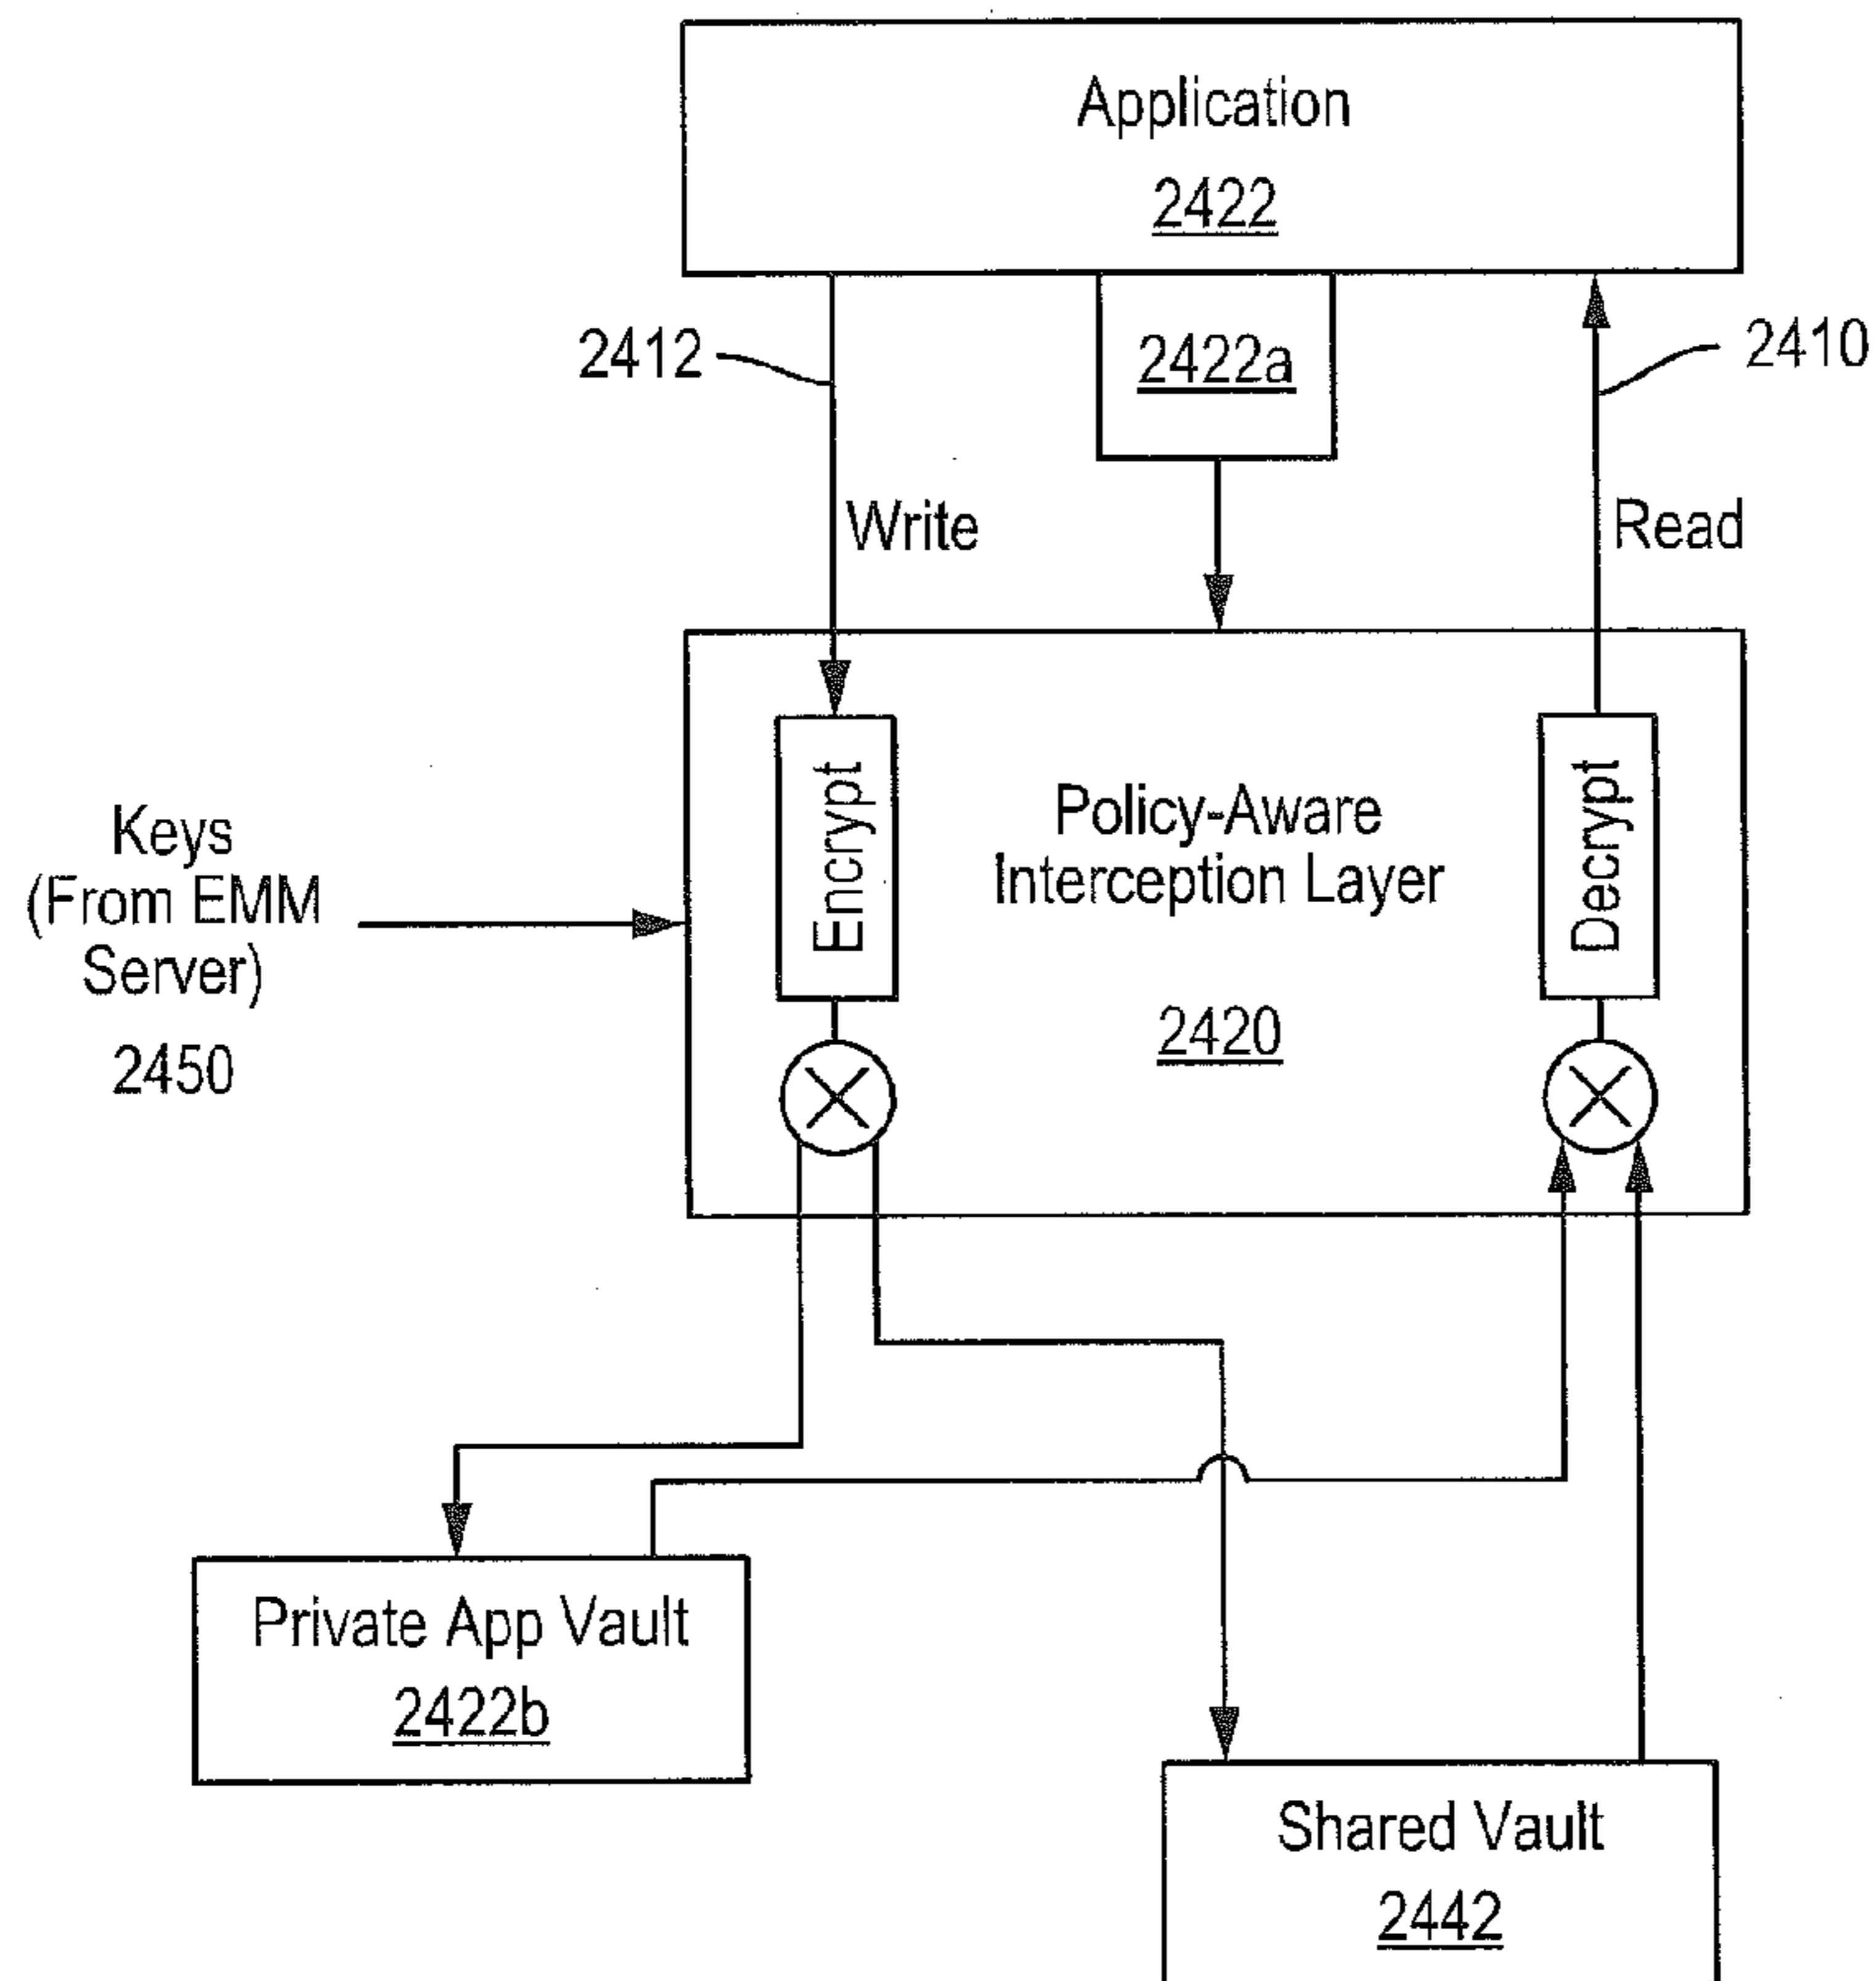 Application
2422
2412
2422a
2410
Write
Read
Keys
(From EMM
Server)
2450
Encrypt
Policy-Aware
Interception Layer
2420
Decrypt
Private App Vault
2422b
Shared Vault
2442